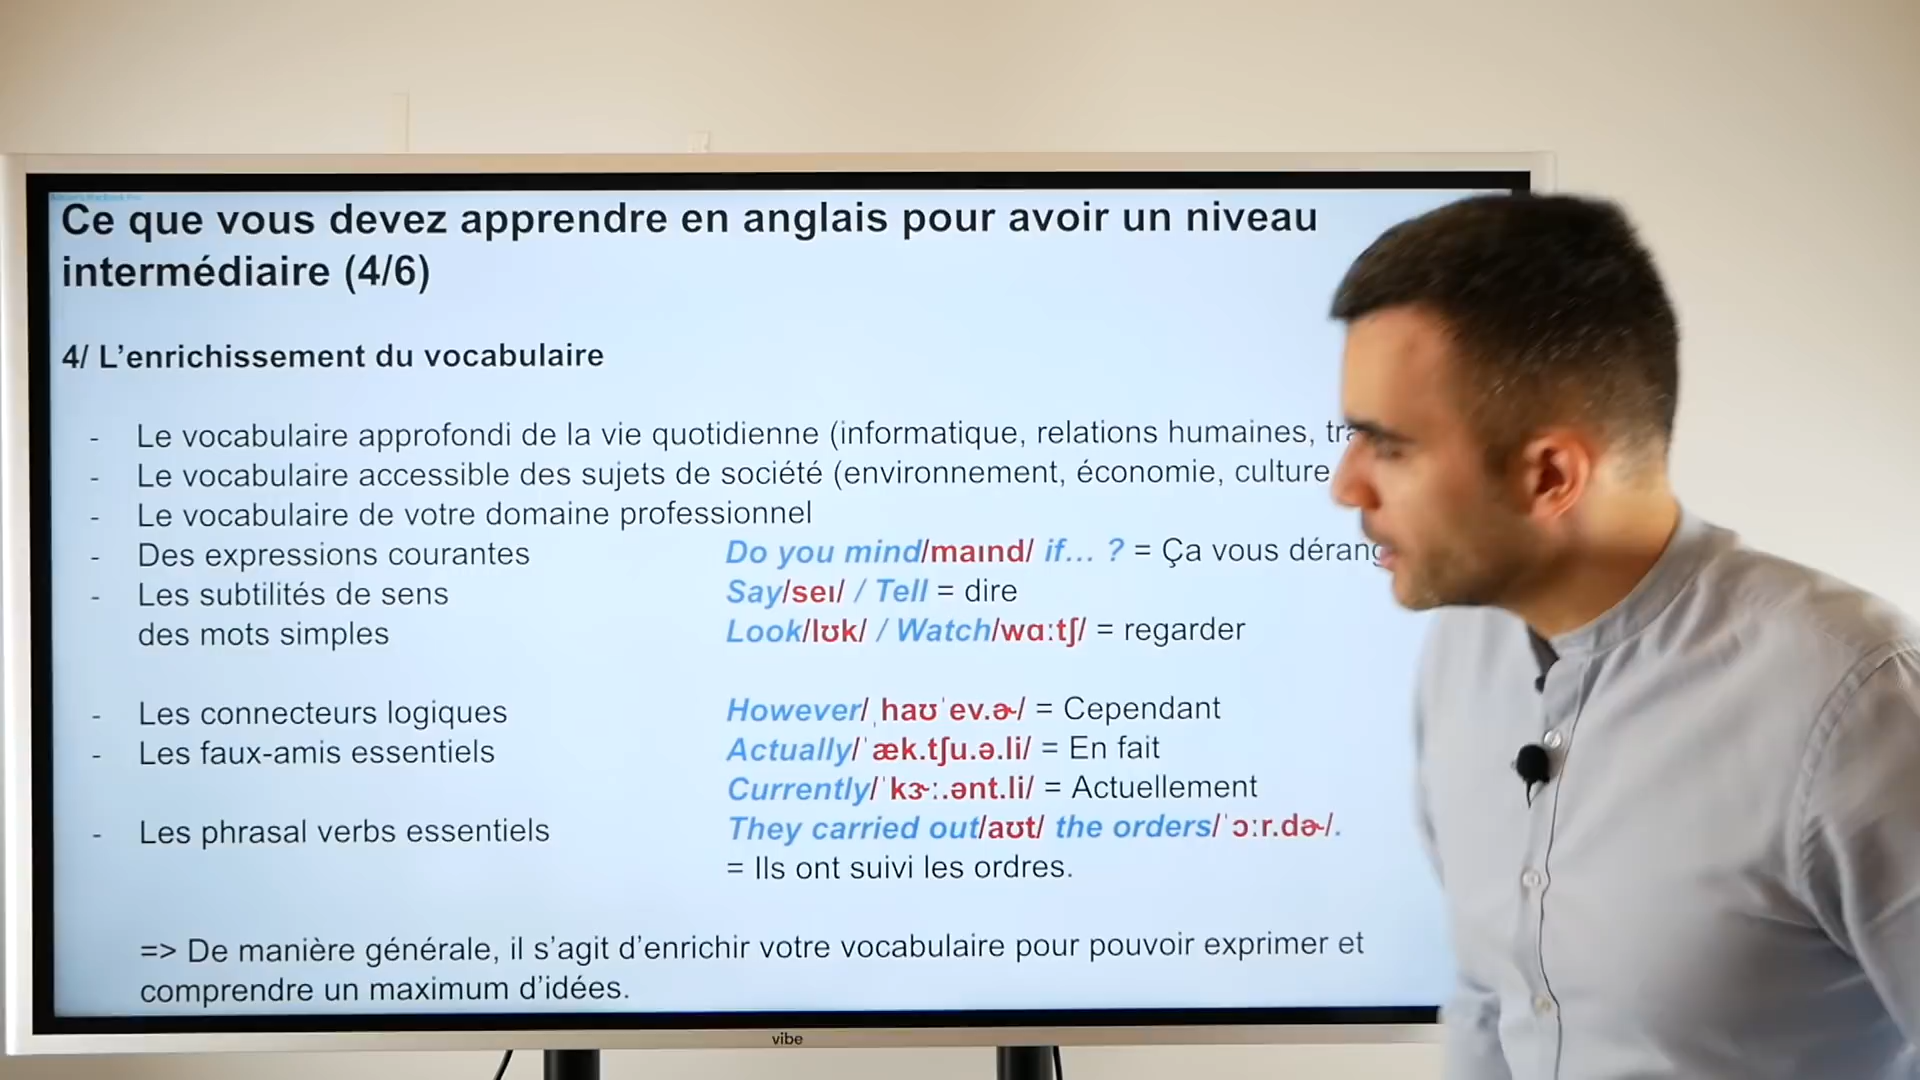 Ce que vous devez apprendre en anglais pour avoir un niveau
intermédiaire (4/6)
4/ L’enrichissement du vocabulaire
- Le vocabulaire approfondi de la vie quotidienne (informatique, relations humaines,
- Le vocabulaire accessible des sujets de société (environnement, économie, culture
- Le vocabulaire de votre domaine professionnel
- Des expressions courantes Do you mind/maɪnd/ if... ? = Ça vous
- Les subtilités de sens Say/seɪ/ / Tell = dire
des mots simples Look/lʊk/ / Watch/wɑːtʃ/ = regarder
- Les connecteurs logiques However/ˌhaʊˈev.ɚ/ = Cependant
- Les faux-amis essentiels Actually/ˈæk.tʃu.ə.li/ = En fait
Currently/ˈkɝː.ənt.li/ = Actuellement
- Les phrasal verbs essentiels They carried out/aʊt/ the orders/ˈɔːr.dɚ/.
= Ils ont suivi les ordres.
=> De manière générale, il s’agit d’enrichir votre vocabulaire pour pouvoir exprimer et
comprendre un maximum d’idées.
vibe